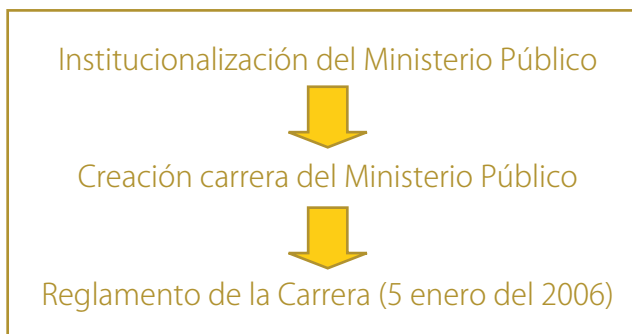 Institucionalización del Ministerio Público
Creación carrera del Ministerio Público
Reglamento de la Carrera (5 enero del 2006)